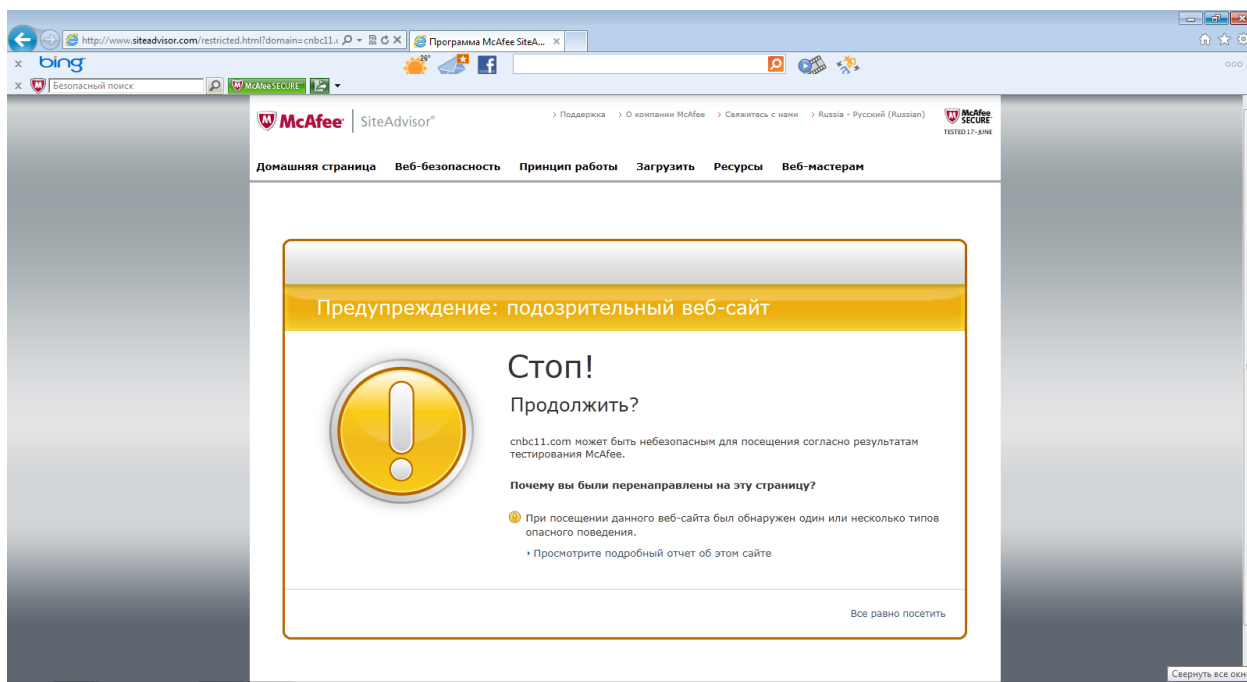 http://www.siteadvisor.com/restricted.html?domain=cnbc11.c
Программа McAfee SiteA...
bing
26°
Безопасный поиск
McAfee SECURE
McAfee SiteAdvisor®
Поддержка
О компании McAfee
Свяжитесь с нами
Russia - Русский (Russian)
McAfee
SECURE
TESTED 17-JUNE
Домашняя страница Веб-безопасность Принцип работы Загрузить Ресурсы Веб-мастерам
Предупреждение: подозрительный веб-сайт
Стоп!
Продолжить?
cnbc11.com может быть небезопасным для посещения согласно результатам
тестирования McAfee.
Почему вы были перенаправлены на эту страницу?
При посещении данного веб-сайта был обнаружен один или несколько типов
опасного поведения.
Просмотрите подробный отчет об этом сайте
Все равно посетить
Свернуть все окн